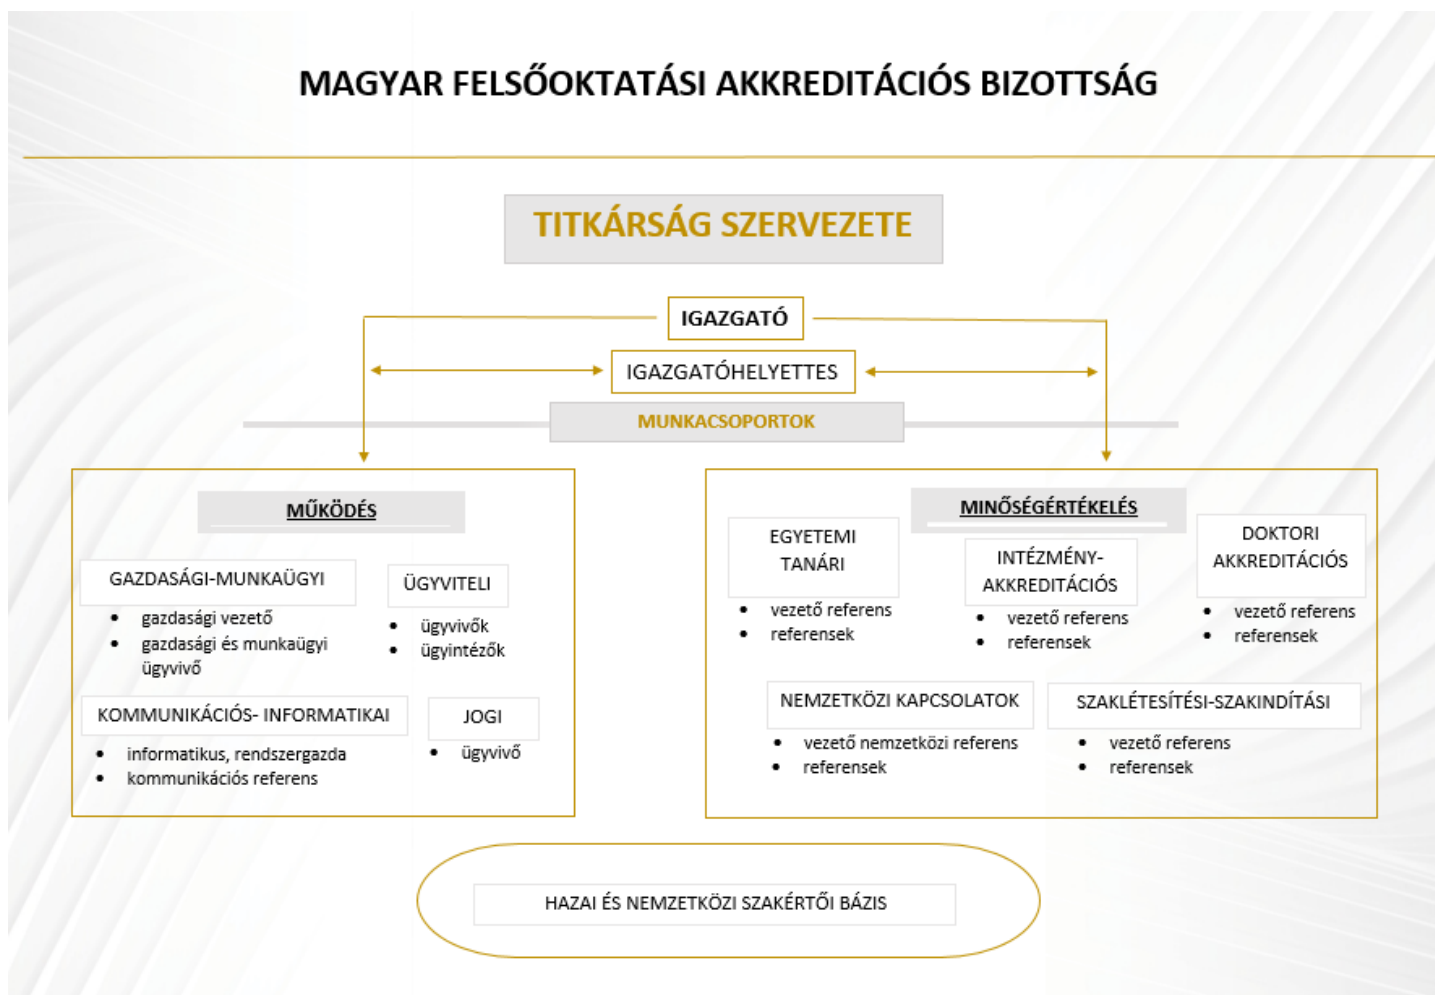 MAGYAR FELSŐOKTATÁSI AKKREDITÁCIÓS BIZOTTSÁG
TITKÁRSÁG SZERVEZETE
IGAZGATÓ
IGAZGATÓHELYETTES
MUNKACSOPORTOK
MŰKÖDÉS
GAZDASÁGI-MUNKAÜGYI
• gazdasági vezető
• gazdasági és munkaügyi
ügyvivő
ÜGYVITELI
• ügyvivők
• ügyintézők
KOMMUNIKÁCIÓS- INFORMATIKAI
• informatikus, rendszergazda
• kommunikációs referens
JOGI
• ügyvivő
MINŐSÉGÉRTÉKELÉS
EGYETEMI
TANÁRI
• vezető referens
• referensek
INTÉZMÉNY-
AKKREDITÁCIÓS
• vezető referens
• referensek
DOKTORI
AKKREDITÁCIÓS
• vezető referens
• referensek
NEMZETKÖZI KAPCSOLATOK
• vezető nemzetközi referens
• referensek
SZAKLÉTESÍTÉSI-SZAKINDÍTÁSI
• vezető referens
• referensek
HAZAI ÉS NEMZETKÖZI SZAKÉRTŐI BÁZIS